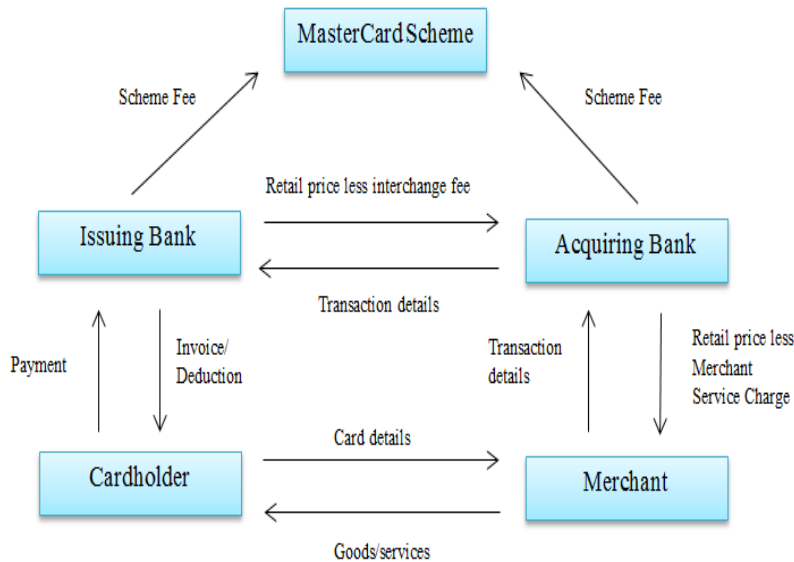 MasterCard Scheme
Scheme Fee
Scheme Fee
Retail price less interchange fee
Issuing Bank
Acquiring Bank
Transaction details
Payment
Invoice/
Deduction
Transaction
details
Retail price less
Merchant
Service Charge
Card details
Cardholder
Merchant
Goods/services